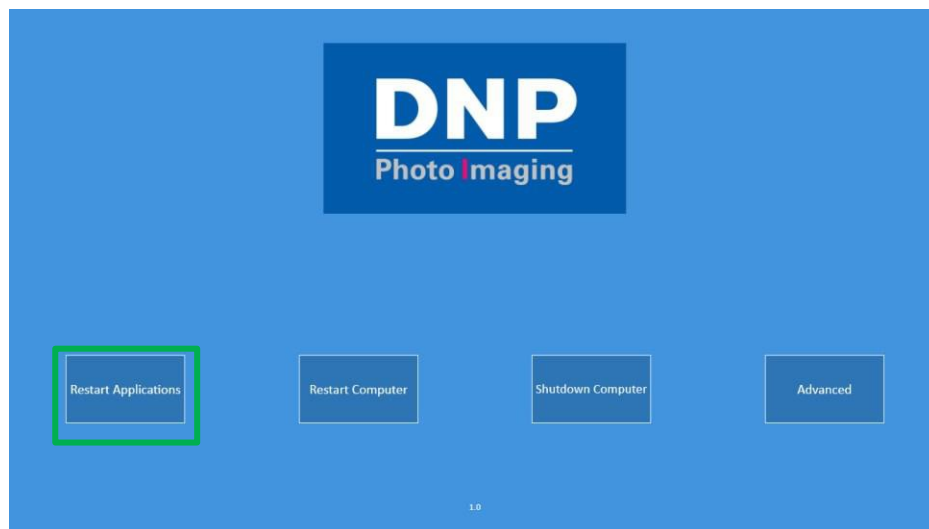 DNP
Photo Imaging
Restart Applications
Restart Computer
Shutdown Computer
Advanced
1.0